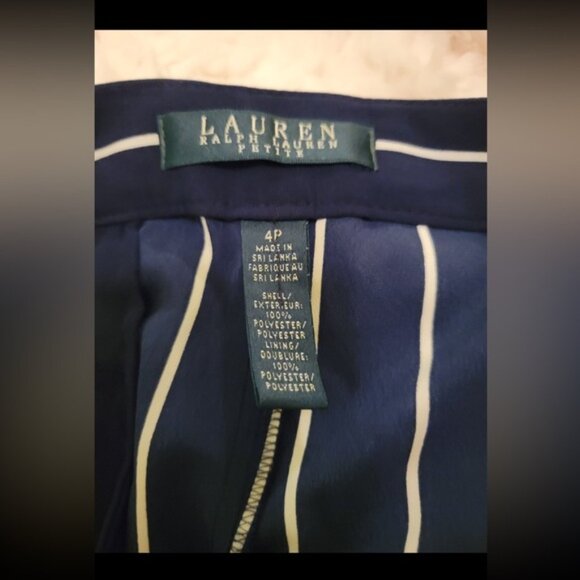 LAUREN
RALPH LAUREN
PETITE
4P
MADE IN
SRI LANKA
FABRIQUE AU
SRI LANKA
SHELL/
EXTERIEUR:
100%
POLYESTER/
POLYESTER
LINING/
DOUBLURE:
100%
POLYESTER/
POLYESTER